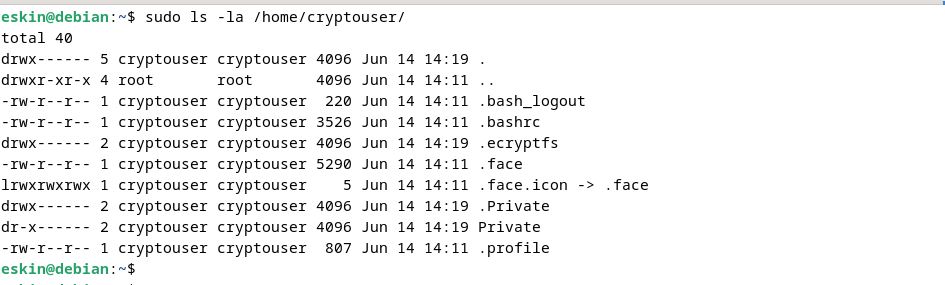 eskin@debian:~$ sudo ls -la /home/cryptouser/
total 40
drwx------ 5 cryptouser cryptouser 4096 Jun 14 14:19 .
drwxr-xr-x 4 root       root       4096 Jun 14 14:11 ..
-rw-r--r-- 1 cryptouser cryptouser  220 Jun 14 14:11 .bash_logout
-rw-r--r-- 1 cryptouser cryptouser 3526 Jun 14 14:11 .bashrc
drwx------ 2 cryptouser cryptouser 4096 Jun 14 14:19 .ecryptfs
-rw-r--r-- 1 cryptouser cryptouser 5290 Jun 14 14:11 .face
lrwxrwxrwx 1 cryptouser cryptouser    5 Jun 14 14:11 .face.icon -> .face
drwx------ 2 cryptouser cryptouser 4096 Jun 14 14:19 .Private
dr-x------ 2 cryptouser cryptouser 4096 Jun 14 14:19 Private
-rw-r--r-- 1 cryptouser cryptouser  807 Jun 14 14:11 .profile
eskin@debian:~$